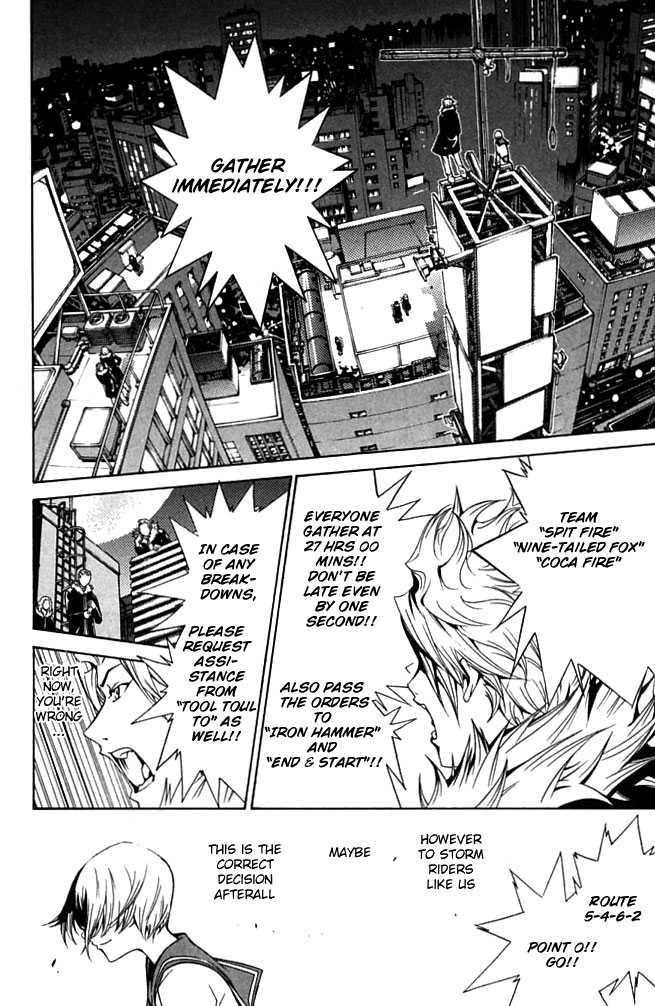 GATHER
IMMEDIATELY!!!
TEAM
"SPIT FIRE"
"NINE-TAILED FOX"
"COCA FIRE"
EVERYONE
GATHER AT
27 HRS 00
MINS!!
DON'T BE
LATE EVEN
BY ONE
SECOND!!
ALSO PASS
THE ORDERS
TO
"IRON HAMMER"
AND
"END & START"!!
IN CASE
OF ANY
BREAK-
DOWNS,
PLEASE
REQUEST
ASSI-
STANCE
FROM
"TOOL TOUL
TO" AS
WELL!!
RIGHT
NOW,
YOU'RE
WRONG
...
ROUTE
5-4-6-2
POINT 0!!
GO!!
HOWEVER
TO STORM
RIDERS
LIKE US
,
MAYBE
THIS IS THE
CORRECT
DECISION
AFTERALL